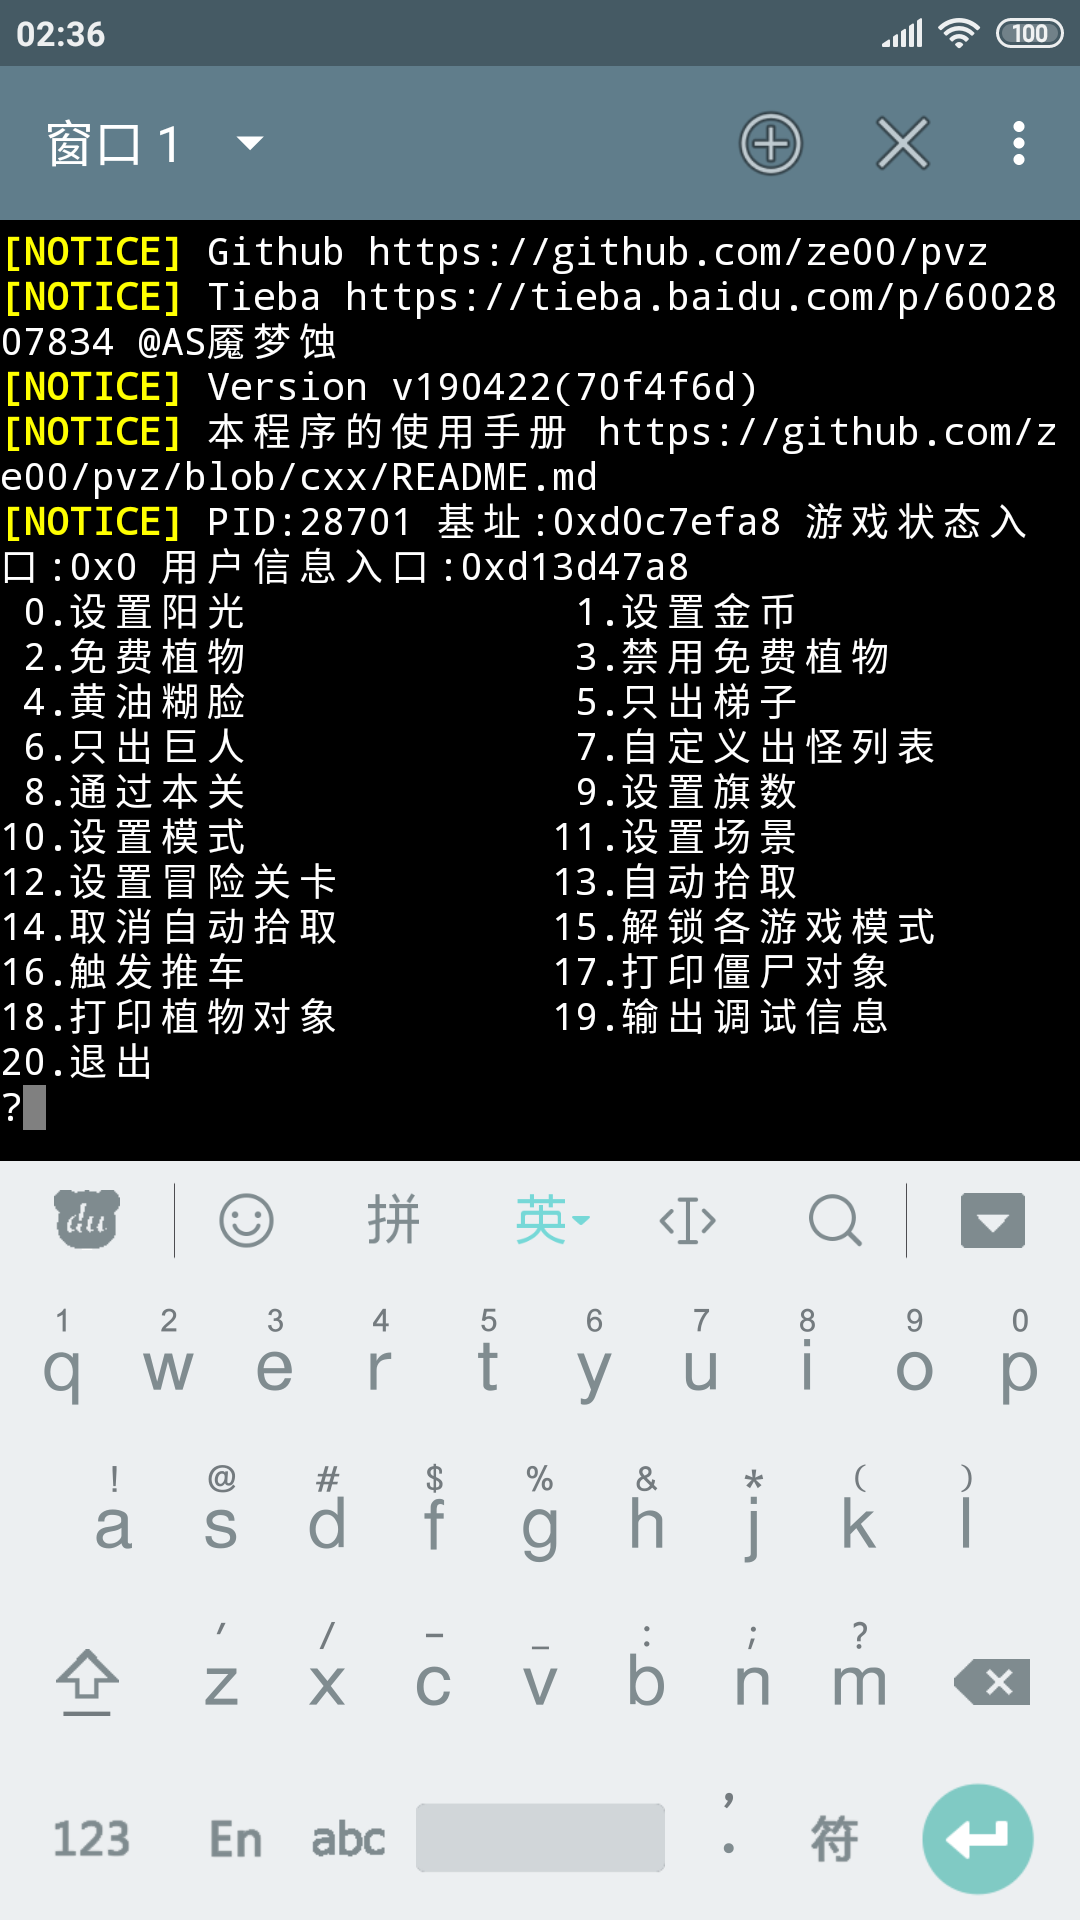 02:36
100
窗口 1
[NOTICE] Github https://github.com/ze00/pvz
[NOTICE] Tieba https://tieba.baidu.com/p/60028
07834 @AS魇梦蚀
[NOTICE] Version v190422(70f4f6d)
[NOTICE] 本程序的使用手册 https://github.com/z
e00/pvz/blob/cxx/README.md
[NOTICE] PID:28701 基址:0xd0c7efa8 游戏状态入
口:0x0 用户信息入口:0xd13d47a8
0.设置阳光 1.设置金币
2.免费植物 3.禁用免费植物
4.黄油糊脸 5.只出梯子
6.只出巨人 7.自定义出怪列表
8.通过本关 9.设置旗数
10.设置模式 11.设置场景
12.设置冒险关卡 13.自动拾取
14.取消自动拾取 15.解锁各游戏模式
16.触发推车 17.打印僵尸对象
18.打印植物对象 19.输出调试信息
20.退出
?
du 拼 英
1 2 3 4 5 6 7 8 9 0
q w e r t y u i o p
! @ # $ % & * ( )
a s d f g h j k l
′ / – _ : ; ?
z x c v b n m
123 En abc , . 符